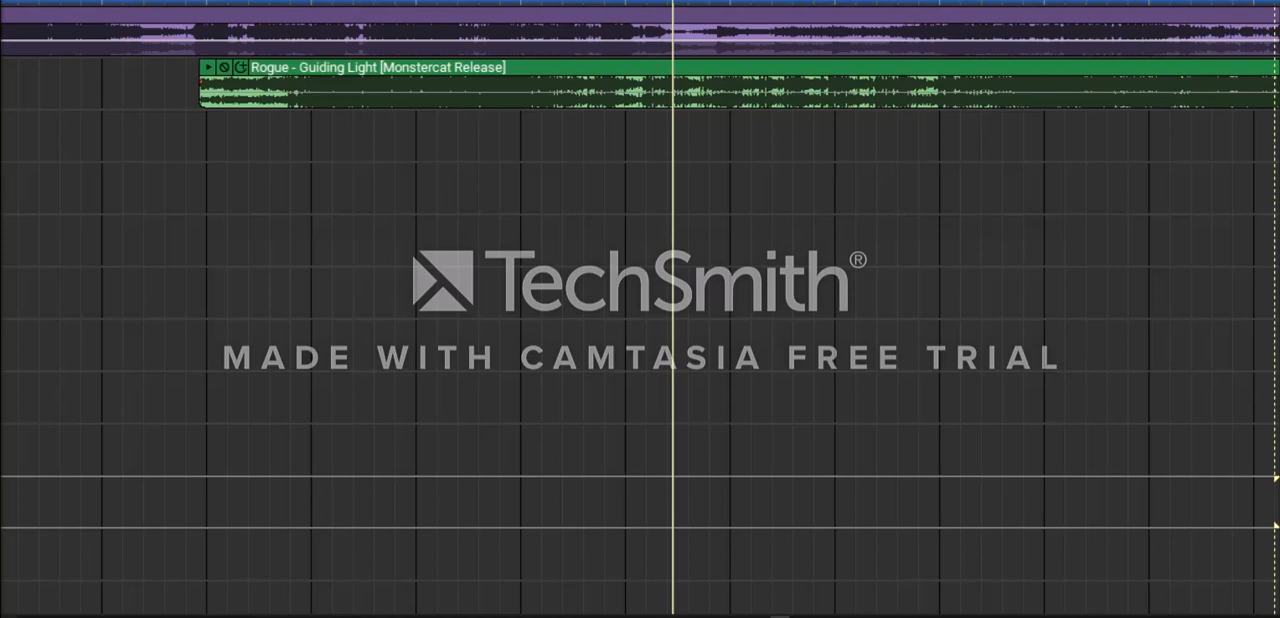 Rogue - Guiding Light [Monstercat Release]
TechSmith®
MADE WITH CAMTASIA FREE TRIAL